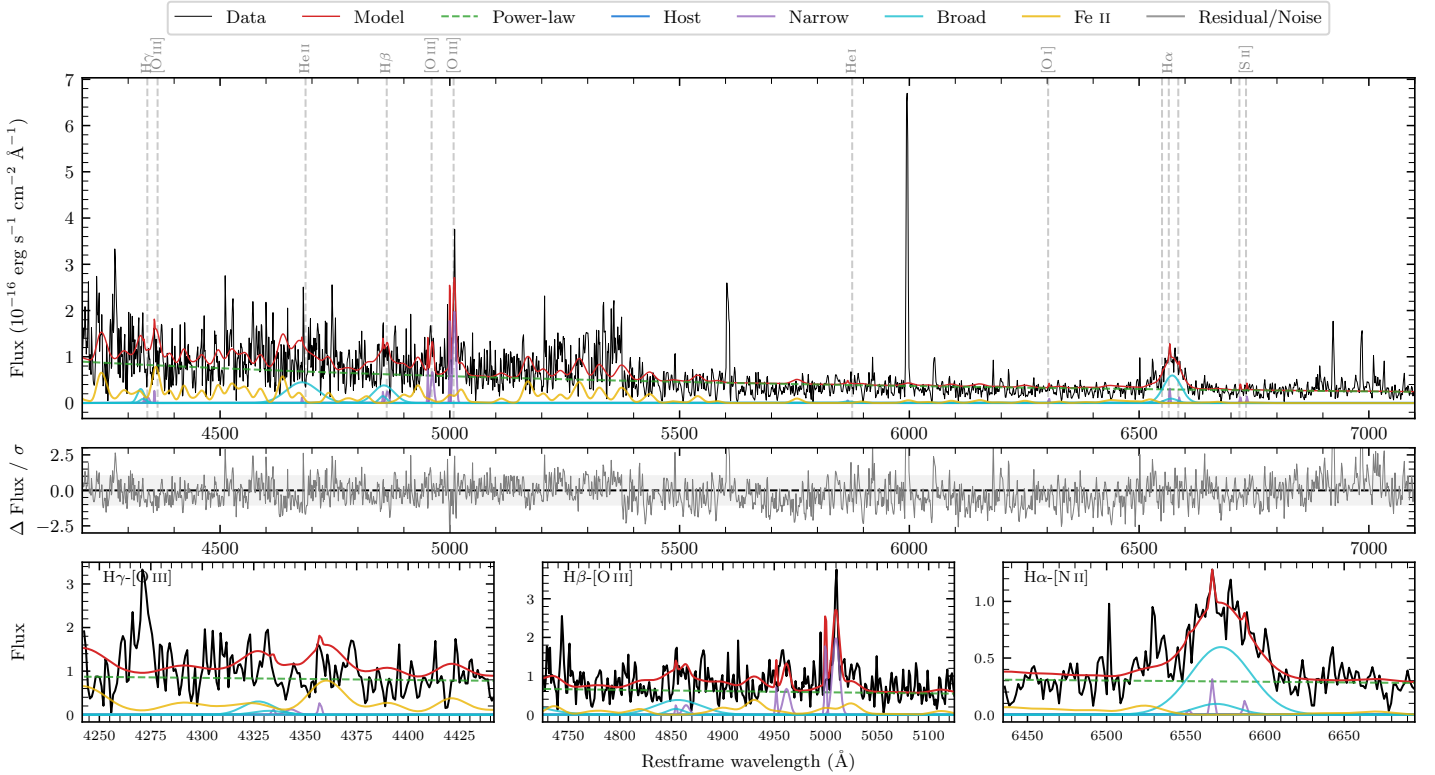 Data Model Power-law Host Narrow Broad Fe II Residual/Noise
Hγ [O III] He II Hβ [O III] [O III] He I [O I] Hα [S II]
Flux (10⁻¹⁶ erg s⁻¹ cm⁻² Å⁻¹)
7
6
5
4
3
2
1
0
4500 5000 5500 6000 6500 7000
Δ Flux / σ
2.5
0.0
−2.5
4500 5000 5500 6000 6500 7000
Flux
Hγ-[O III]
3
2
1
0
4250 4275 4300 4325 4350 4375 4400 4425
Hβ-[O III]
3
2
1
0
4750 4800 4850 4900 4950 5000 5050 5100
Hα-[N II]
1.0
0.5
0.0
6450 6500 6550 6600 6650
Restframe wavelength (Å)